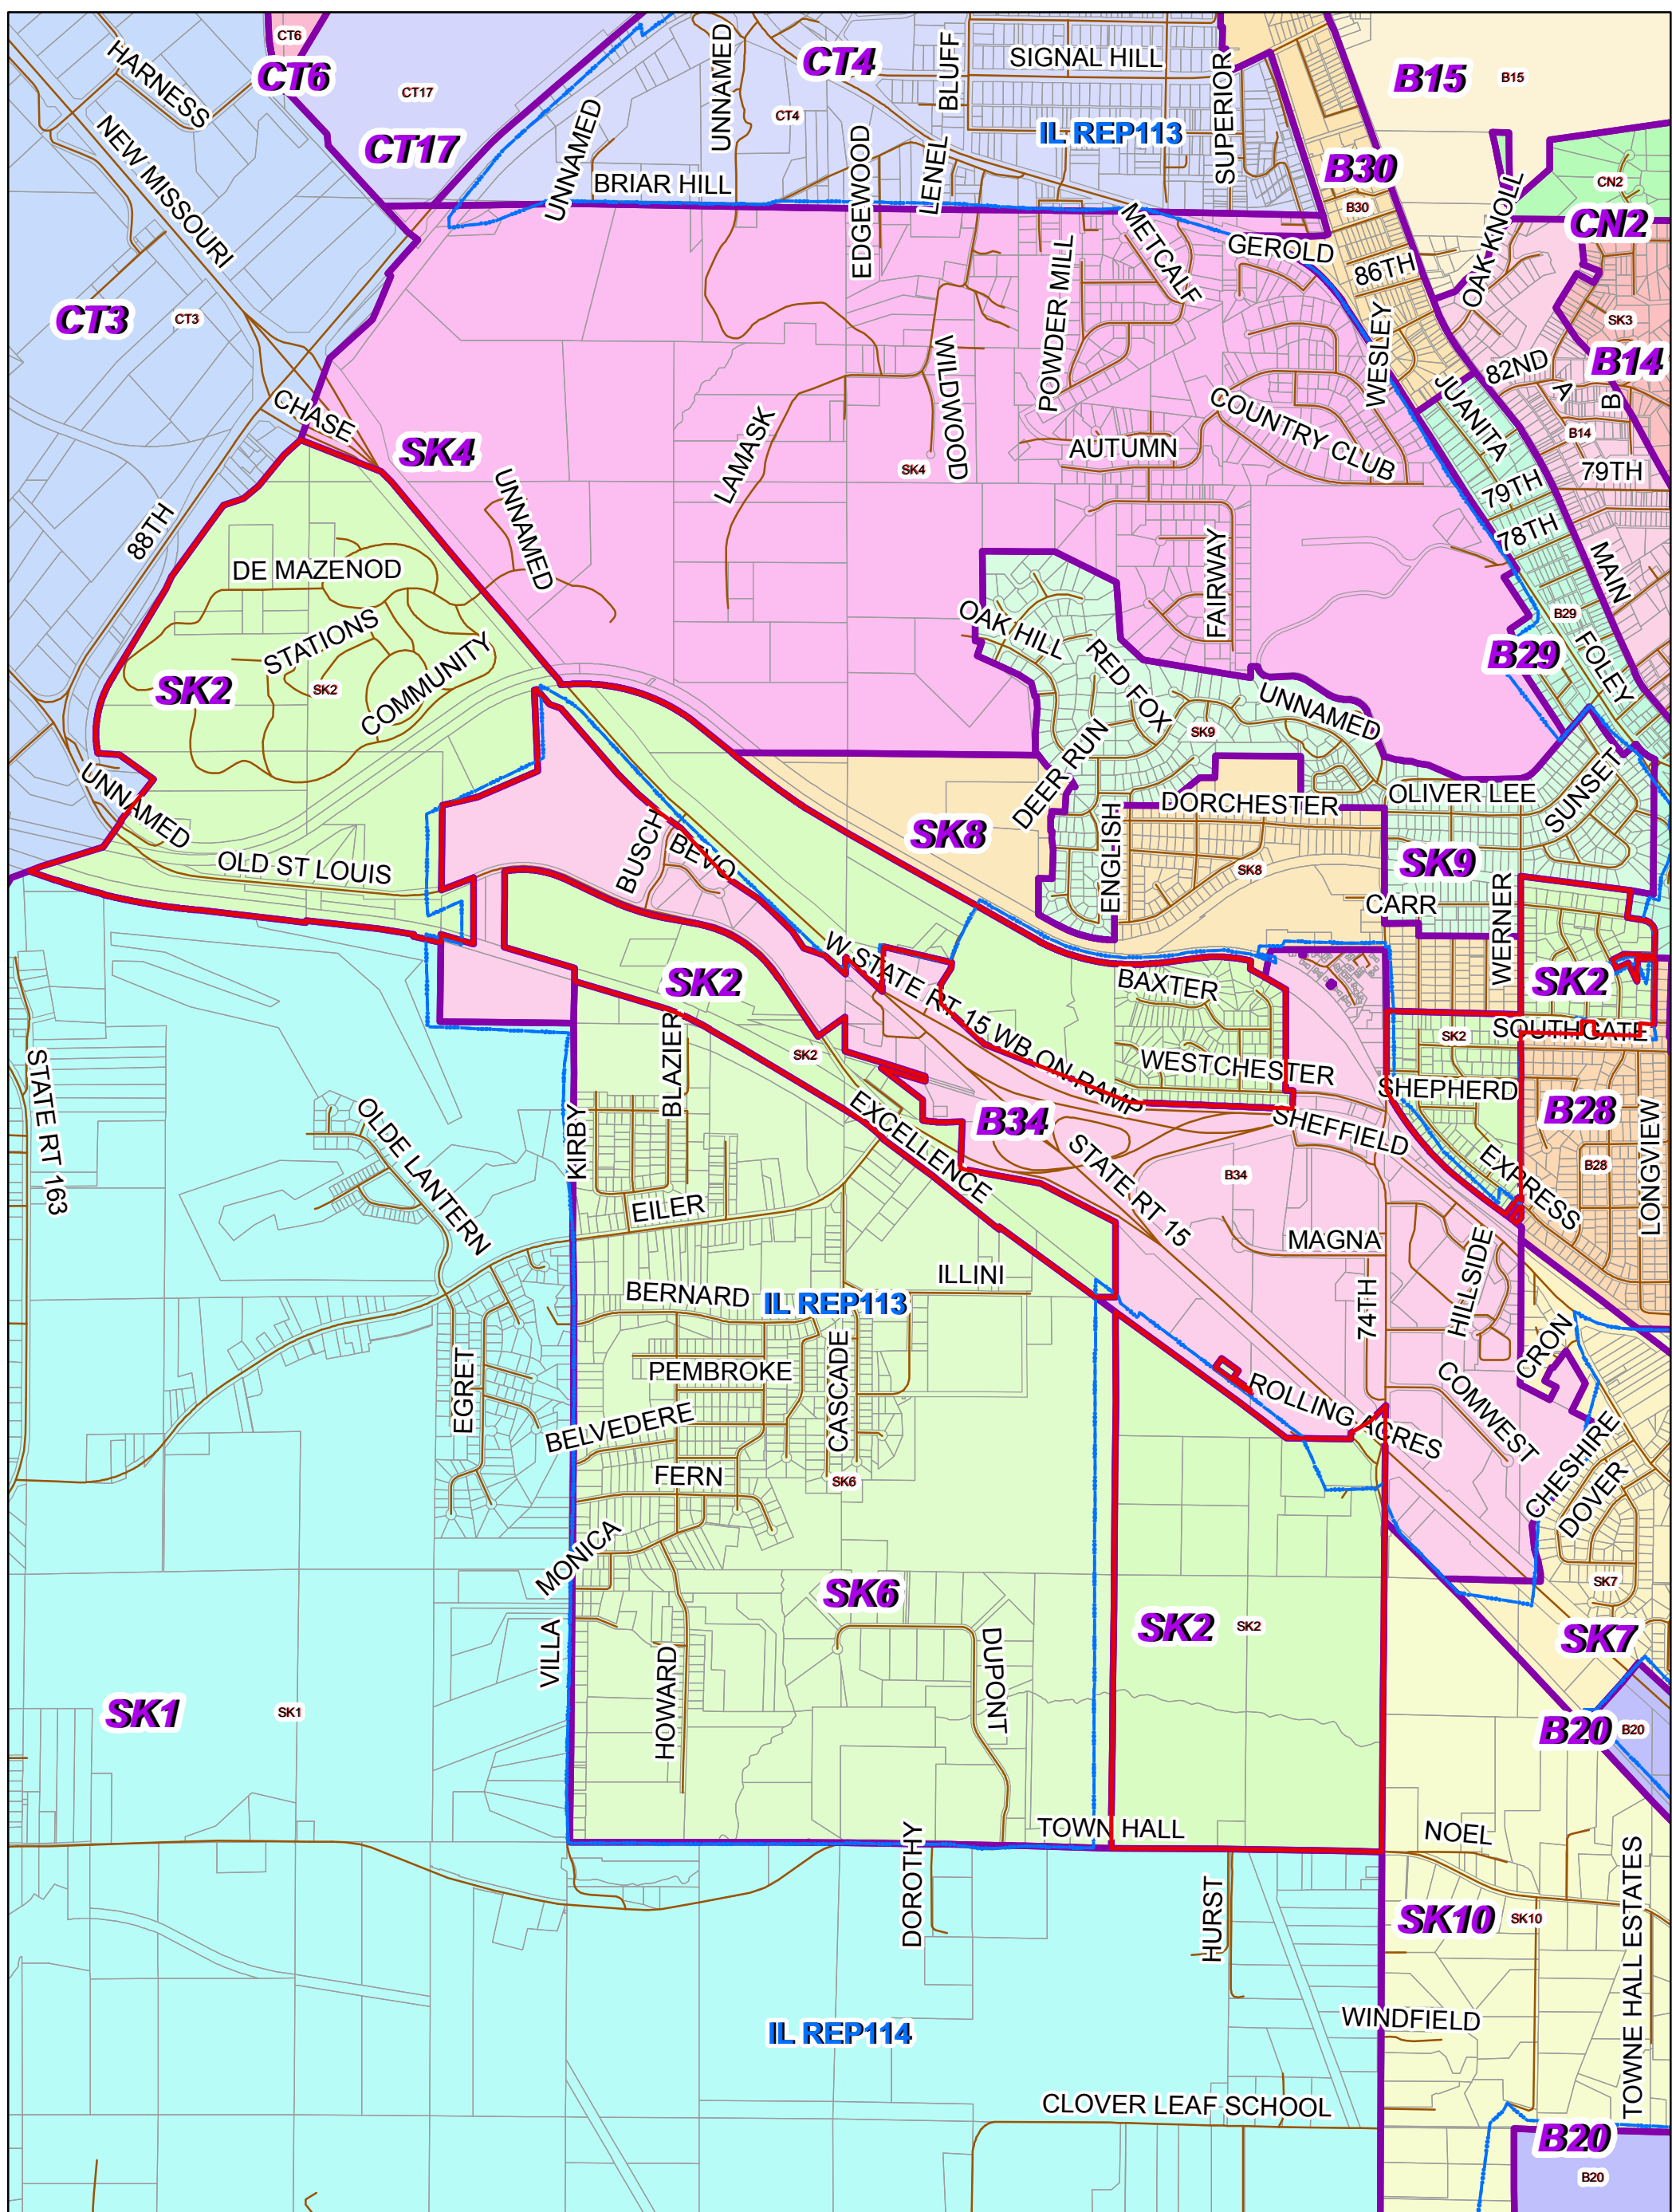 CT6
HARNESS
CT6
UNNAMED
CT4
BLUFF
SIGNAL HILL
SUPERIOR
B15
B15
CT17
CT4
NEW MISSOURI
CT17
UNNAMED
IL REP113
B30
BRIAR HILL
EDGEWOOD
LENEL
OAK KNOLL
CN2
B30
CN2
METCALF
GEROLD
86TH
CT3
CT3
POWDER MILL
WESLEY
SK3
B14
82ND
A
B
JUANITA
CHASE
SK4
WILDWOOD
COUNTRY CLUB
B14
LAMASK
SK4
AUTUMN
79TH
79TH
UNNAMED
88TH
78TH
MAIN
DE MAZENOD
FAIRWAY
OAK HILL
B29
STATIONS
COMMUNITY
RED FOX
B29
FOLEY
SK2
SK2
UNNAMED
SK9
DEER RUN
SUNSET
UNNAMED
OLIVER LEE
DORCHESTER
SK8
BUSCH
BEVO
ENGLISH
OLD ST LOUIS
SK8
SK9
CARR
WERNER
W STATE RT 15 WB ON RAMP
SK2
BAXTER
SK2
SOUTHGATE
SK2
SK2
BLAZIER
WESTCHESTER
SHEPHERD
STATE RT 163
KIRBY
EXCELLENCE
B34
SHEFFIELD
B28
OLDE LANTERN
STATE RT 15
B34
B28
LONGVIEW
EXPRESS
EILER
MAGNA
HILLSIDE
ILLINI
BERNARD
IL REP113
74TH
CRON
EGRET
CASCADE
PEMBROKE
ROLLING ACRES
COMWEST
BELVEDERE
CHESHIRE
FERN
SK6
DOVER
MONICA
SK6
SK7
SK2
SK2
SK7
VILLA
HOWARD
DUPONT
SK1
SK1
B20
B20
TOWN HALL
NOEL
DOROTHY
HURST
SK10
SK10
TOWNE HALL ESTATES
WINDFIELD
IL REP114
CLOVER LEAF SCHOOL
B20
B20